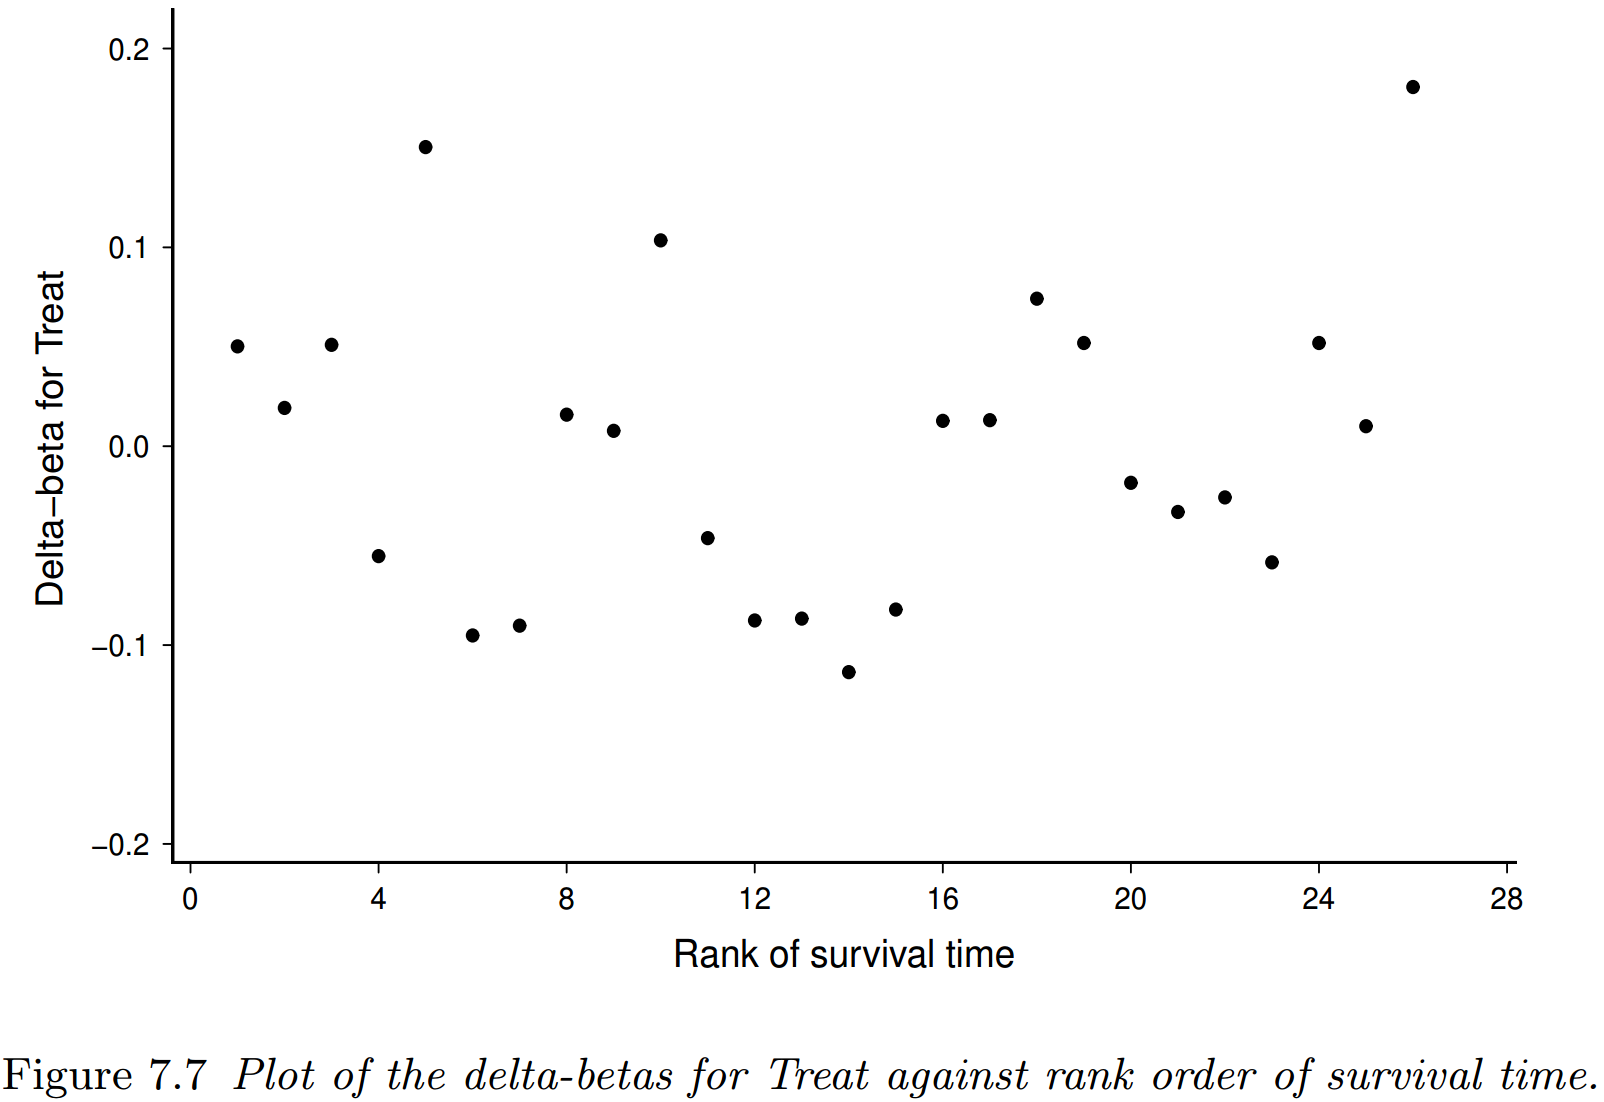 0.2
0.1
0.0
−0.1
−0.2
Delta−beta for Treat
0 4 8 12 16 20 24 28
Rank of survival time
Figure 7.7 Plot of the delta-betas for Treat against rank order of survival time.